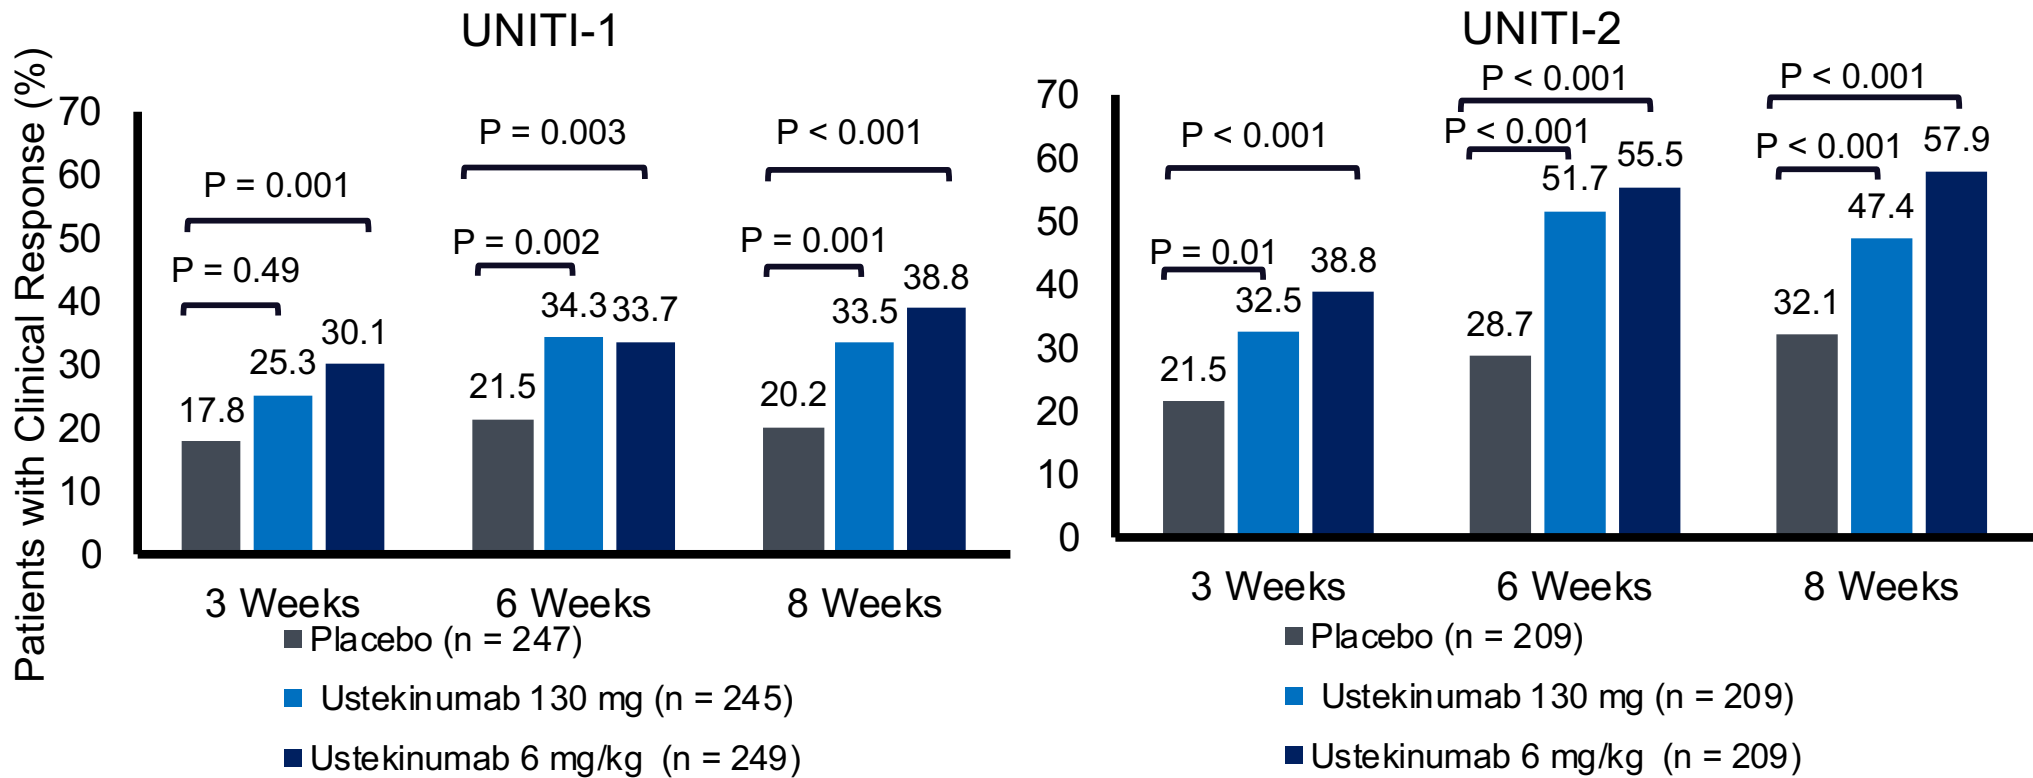 UNITI-1
Patients with Clinical Response (%)
70
60
50
40
30
20
10
0
P = 0.001
P = 0.49
17.8
25.3
30.1
P = 0.003
P = 0.002
21.5
34.3
33.7
P < 0.001
P = 0.001
20.2
33.5
38.8
3 Weeks
6 Weeks
8 Weeks
Placebo (n = 247)
Ustekinumab 130 mg (n = 245)
Ustekinumab 6 mg/kg (n = 249)
UNITI-2
70
60
50
40
30
20
10
0
P < 0.001
P = 0.01
21.5
32.5
38.8
P < 0.001
P < 0.001
28.7
51.7
55.5
P < 0.001
P < 0.001
32.1
47.4
57.9
3 Weeks
6 Weeks
8 Weeks
Placebo (n = 209)
Ustekinumab 130 mg (n = 209)
Ustekinumab 6 mg/kg (n = 209)